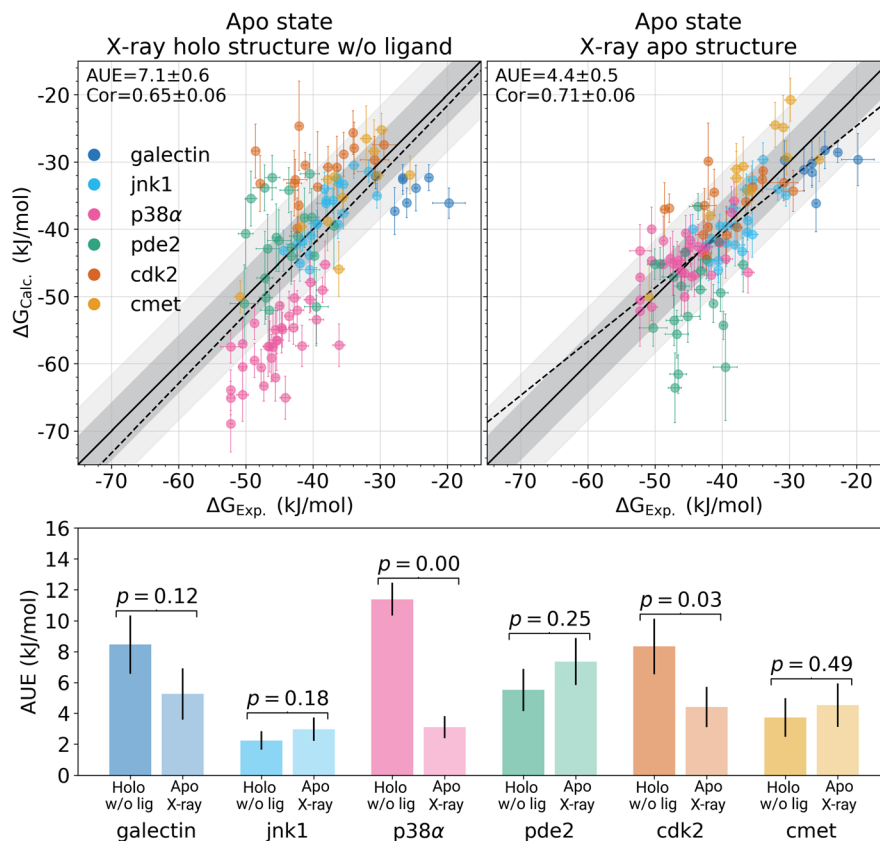 Apo state
X-ray holo structure w/o ligand
Apo state
X-ray apo structure
AUE=7.1±0.6
Cor=0.65±0.06
AUE=4.4±0.5
Cor=0.71±0.06
galectin
jnk1
p38α
pde2
cdk2
cmet
ΔG_Calc. (kJ/mol)
-20
-30
-40
-50
-60
-70
-70 -60 -50 -40 -30 -20
-70 -60 -50 -40 -30 -20
ΔG_Exp. (kJ/mol)
ΔG_Exp. (kJ/mol)
AUE (kJ/mol)
16
14
12
10
8
6
4
2
0
p = 0.12
p = 0.18
p = 0.00
p = 0.25
p = 0.03
p = 0.49
Holo w/o lig
Apo X-ray
Holo w/o lig
Apo X-ray
Holo w/o lig
Apo X-ray
Holo w/o lig
Apo X-ray
Holo w/o lig
Apo X-ray
Holo w/o lig
Apo X-ray
galectin jnk1 p38α pde2 cdk2 cmet